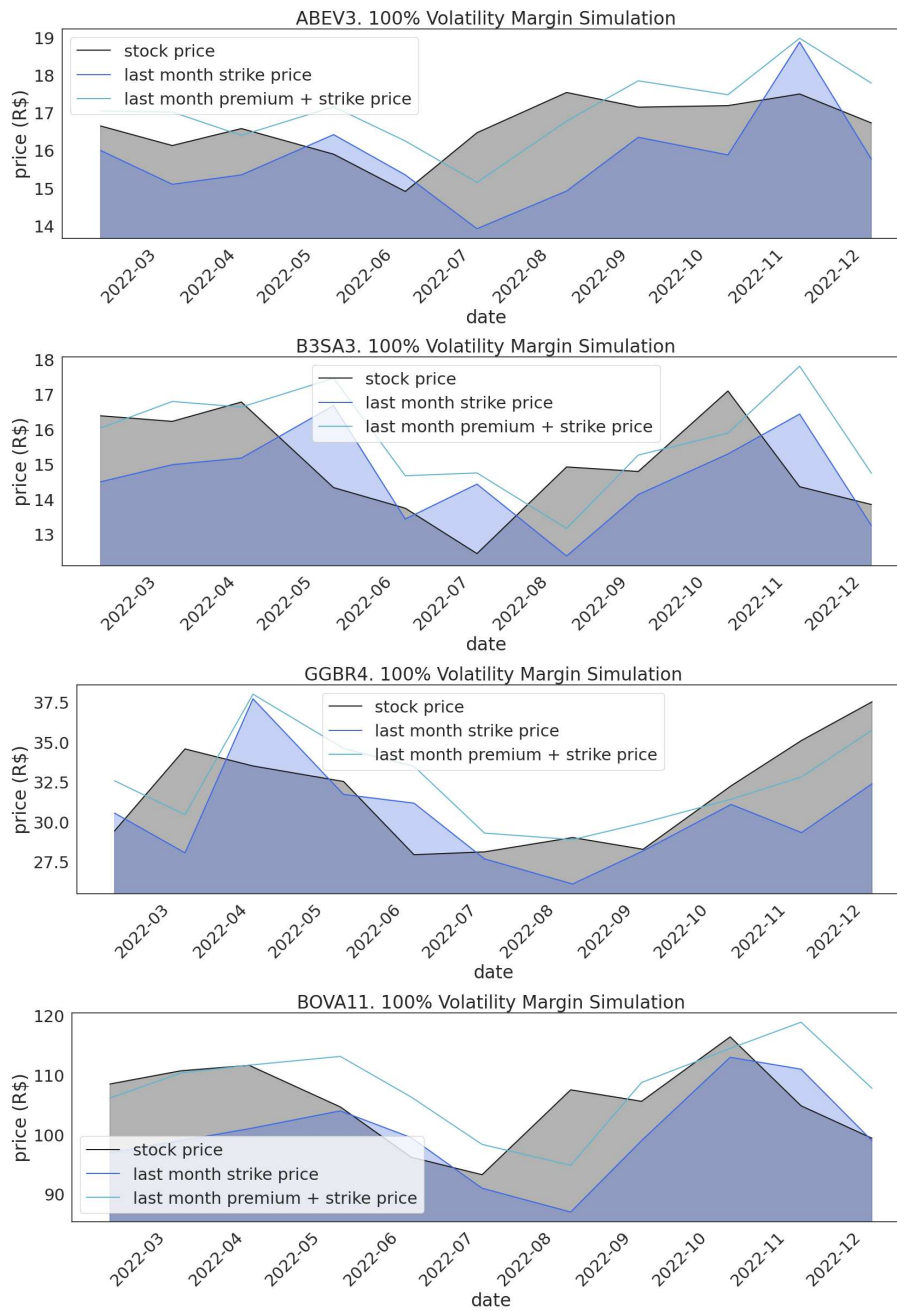 ABEV3. 100% Volatility Margin Simulation
19
18
17
16
15
14
price (R$)
stock price
last month strike price
last month premium + strike price
2022-03
2022-04
2022-05
2022-06
2022-07
2022-08
2022-09
2022-10
2022-11
2022-12
date
B3SA3. 100% Volatility Margin Simulation
18
17
16
15
14
13
price (R$)
stock price
last month strike price
last month premium + strike price
2022-03
2022-04
2022-05
2022-06
2022-07
2022-08
2022-09
2022-10
2022-11
2022-12
date
GGBR4. 100% Volatility Margin Simulation
37.5
35.0
32.5
30.0
27.5
price (R$)
stock price
last month strike price
last month premium + strike price
2022-03
2022-04
2022-05
2022-06
2022-07
2022-08
2022-09
2022-10
2022-11
2022-12
date
BOVA11. 100% Volatility Margin Simulation
120
110
100
90
price (R$)
stock price
last month strike price
last month premium + strike price
2022-03
2022-04
2022-05
2022-06
2022-07
2022-08
2022-09
2022-10
2022-11
2022-12
date